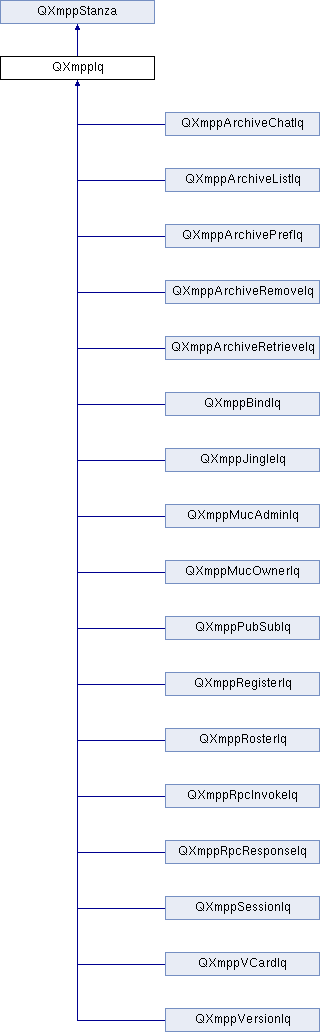 QXmppStanza
QXmppIq
QXmppArchiveChatIq
QXmppArchiveListIq
QXmppArchivePrefIq
QXmppArchiveRemoveIq
QXmppArchiveRetrieveIq
QXmppBindIq
QXmppJingleIq
QXmppMucAdminIq
QXmppMucOwnerIq
QXmppPubSubIq
QXmppRegisterIq
QXmppRosterIq
QXmppRpcInvokeIq
QXmppRpcResponseIq
QXmppSessionIq
QXmppVCardIq
QXmppVersionIq